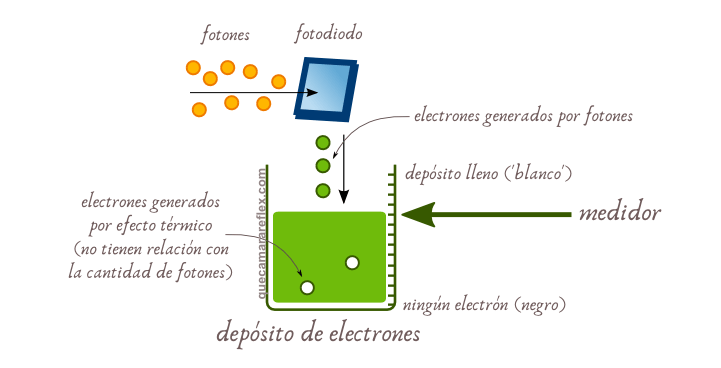 fotones
fotodiodo
electrones generados por fotones
depósito lleno ('blanco')
electrones generados
por efecto térmico
(no tienen relación con
la cantidad de fotones)
medidor
quecamarareflex.com
ningún electrón (negro)
depósito de electrones